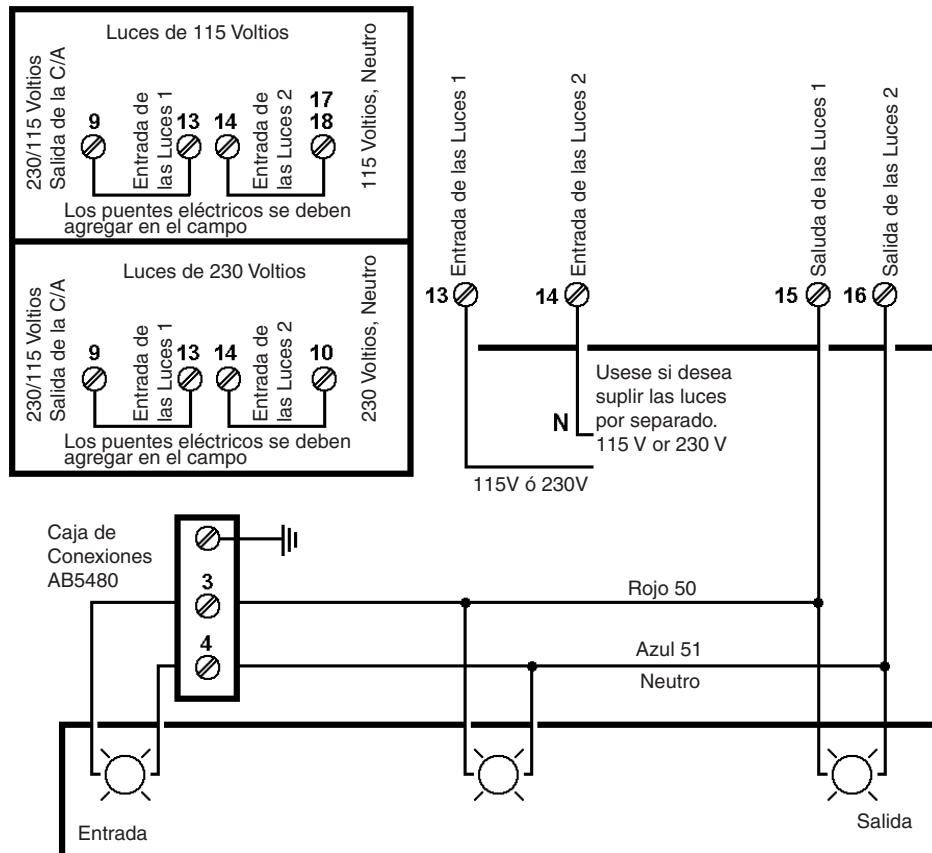 Luces de 115 Voltios
230/115 Voltios
Salida de la C/A
9
Entrada de
las Luces 1
13
14
Entrada de
las Luces 2
17
18
115 Voltios, Neutro
Los puentes eléctricos se deben
agregar en el campo
Luces de 230 Voltios
230/115 Voltios
Salida de la C/A
9
Entrada de
las Luces 1
13
14
Entrada de
las Luces 2
10
230 Voltios, Neutro
Los puentes eléctricos se deben
agregar en el campo
Entrada de las Luces 1
13
Entrada de las Luces 2
14
Saluda de las Luces 1
15
Salida de las Luces 2
16
Usese si desea
suplir las luces
por separado.
115 V or 230 V
N
115V ó 230V
Caja de
Conexiones
AB5480
3
4
Rojo 50
Azul 51
Neutro
Entrada
Salida